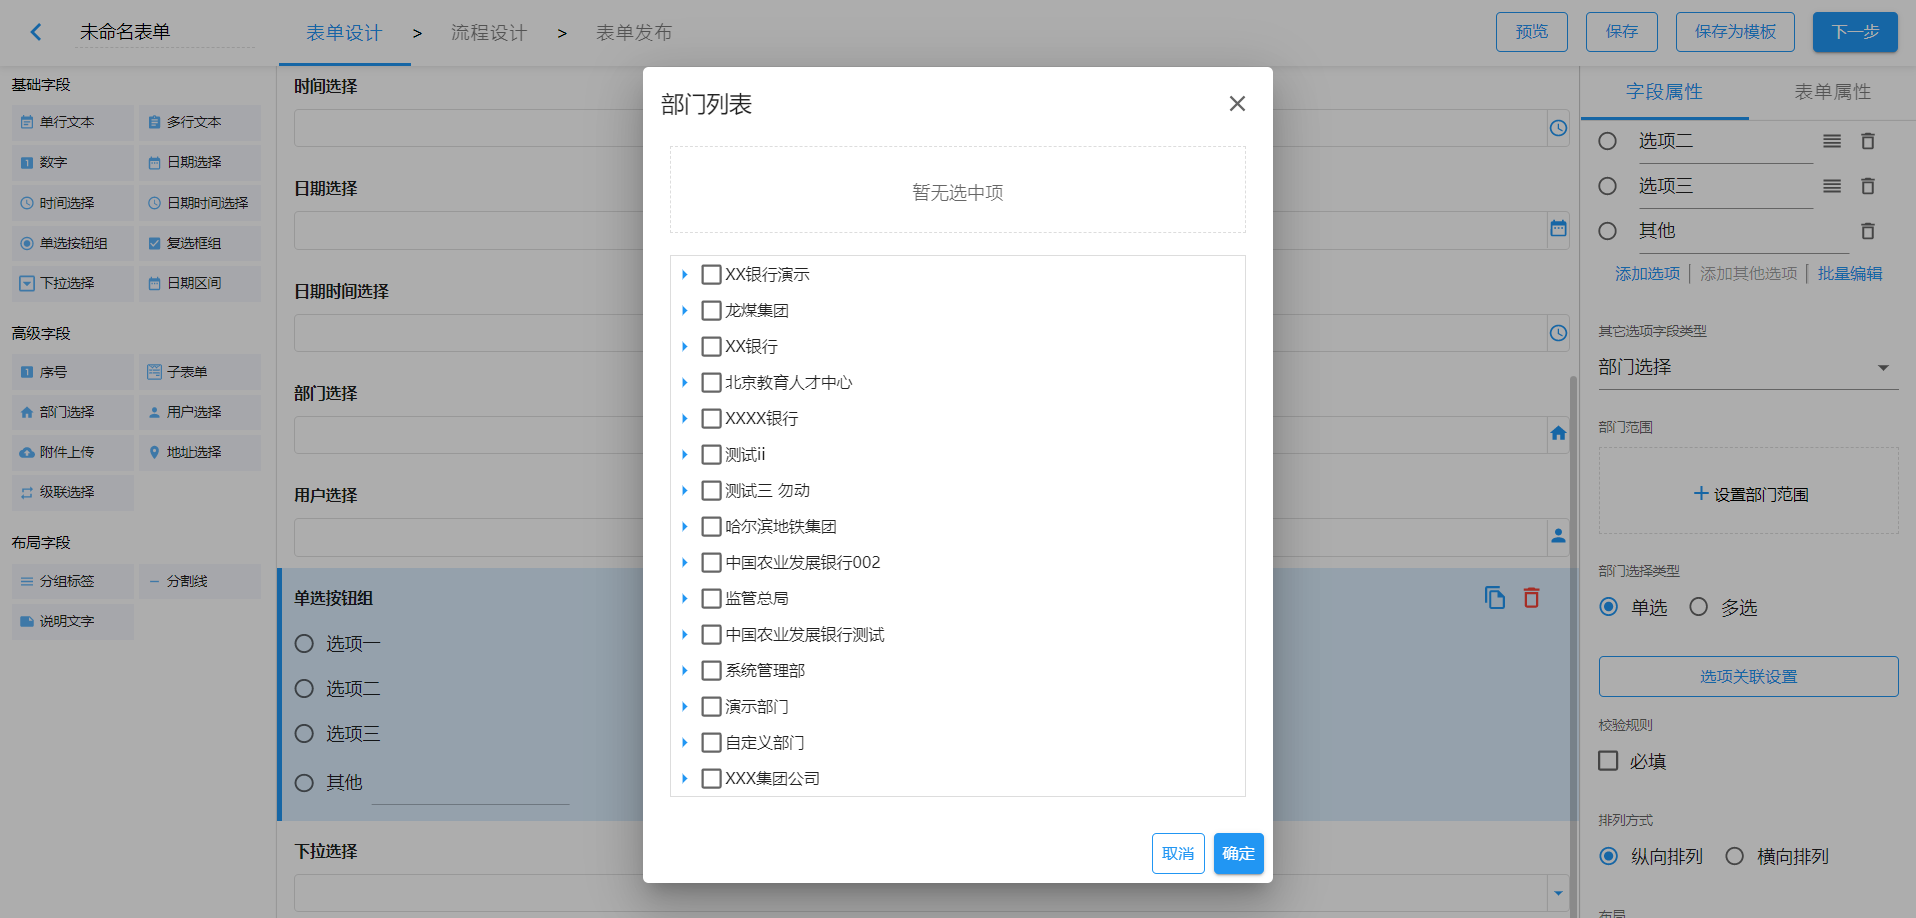 未命名表单
表单设计 > 流程设计 > 表单发布
预览 保存 保存为模板 下一步
基础字段
单行文本 多行文本
数字 日期选择
时间选择 日期时间选择
单选按钮组 复选框组
下拉选择 日期区间
高级字段
序号 子表单
部门选择 用户选择
附件上传 地址选择
级联选择
布局字段
分组标签 分割线
说明文字
时间选择
日期选择
日期时间选择
部门选择
用户选择
单选按钮组
选项一
选项二
选项三
其他
下拉选择
部门列表
暂无选中项
XX银行演示
龙煤集团
XX银行
北京教育人才中心
XXXX银行
测试ii
测试三 勿动
哈尔滨地铁集团
中国农业发展银行002
监管总局
中国农业发展银行测试
系统管理部
演示部门
自定义部门
XXX集团公司
取消 确定
字段属性 表单属性
选项二
选项三
其他
添加选项 添加其他选项 批量编辑
其它选项字段类型
部门选择
部门范围
设置部门范围
部门选择类型
单选 多选
选项关联设置
校验规则
必填
排列方式
纵向排列 横向排列
布局